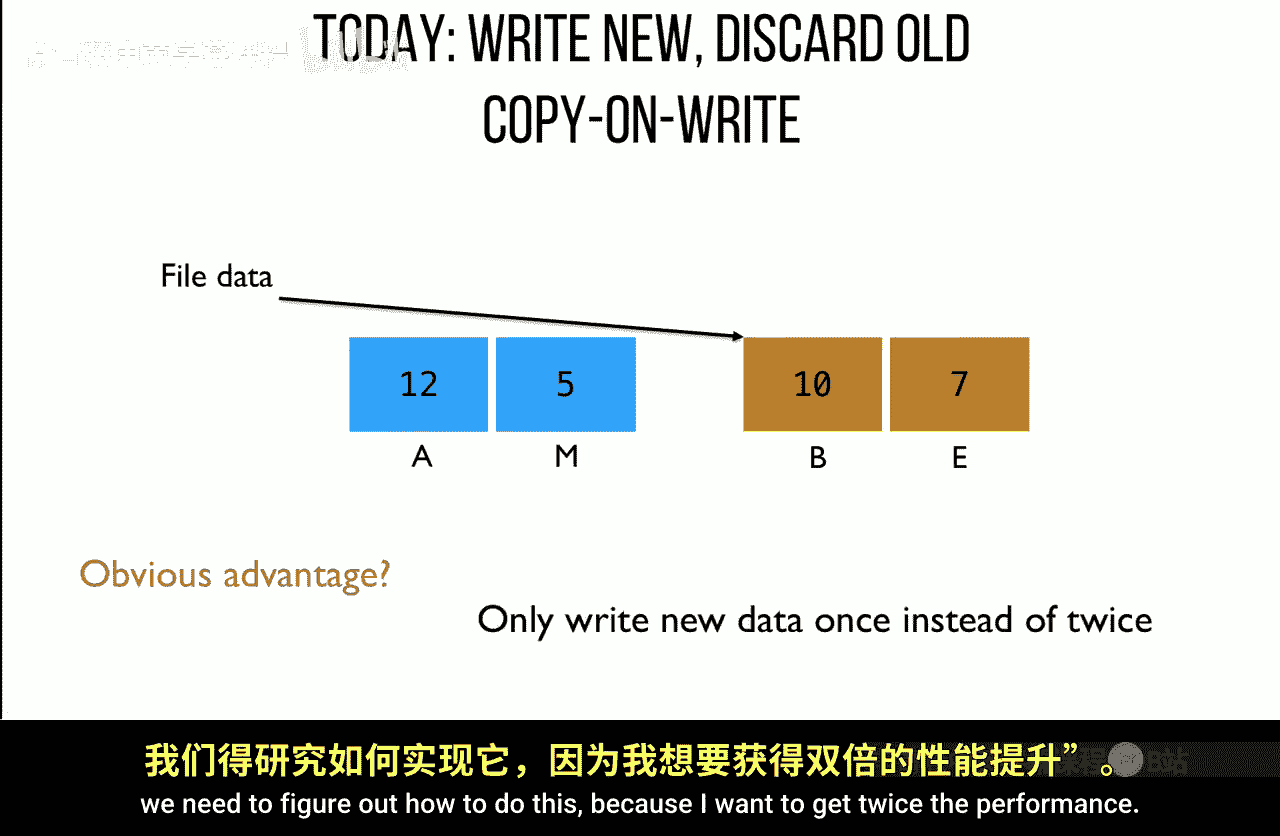 TODAY: WRITE NEW, DISCARD OLD
COPY-ON-WRITE
File data
12 5 10 7
A M B E
Obvious advantage?
Only write new data once instead of twice
我们得研究如何实现它，因为我想要获得双倍的性能提升”。
we need to figure out how to do this, because I want to get twice the performance.